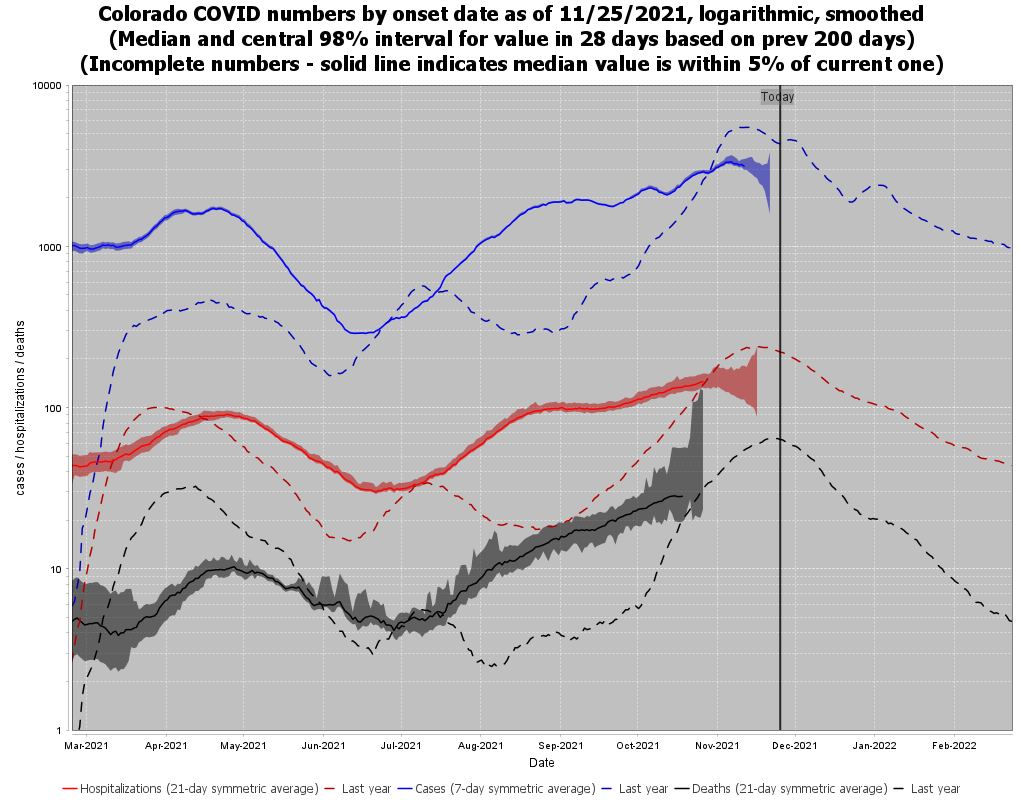 Colorado COVID numbers by onset date as of 11/25/2021, logarithmic, smoothed
(Median and central 98% interval for value in 28 days based on prev 200 days)
(Incomplete numbers - solid line indicates median value is within 5% of current one)
Today
10000
1000
100
10
1
cases / hospitalizations / deaths
Mar-2021 Apr-2021 May-2021 Jun-2021 Jul-2021 Aug-2021 Sep-2021 Oct-2021 Nov-2021 Dec-2021 Jan-2022 Feb-2022
Date
Hospitalizations (21-day symmetric average) Last year Cases (7-day symmetric average) Last year Deaths (21-day symmetric average) Last year